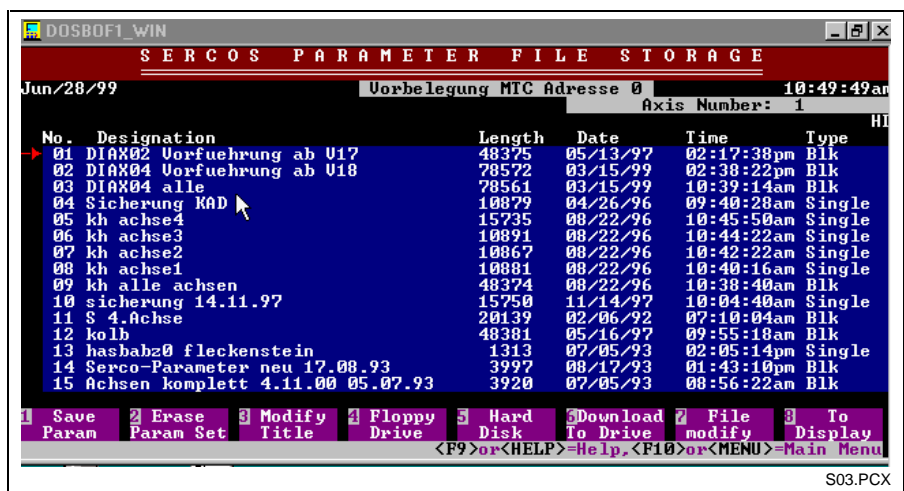 DOSBOF1_WIN
SERCOS PARAMETER FILE STORAGE
Jun/28/99 Vorbelegung MTC Adresse 0 10:49:49am
Axis Number: 1
HI
No. Designation Length Date Time Type
01 DIAX02 Vorfuehrung ab V17 48375 05/13/97 02:17:38pm Blk
02 DIAX04 Vorfuehrung ab V18 78572 03/15/99 02:38:22pm Blk
03 DIAX04 alle 78561 03/15/99 10:39:14am Blk
04 Sicherung KAD 10879 04/26/96 09:40:28am Single
05 kh achse4 15735 08/22/96 10:45:50am Single
06 kh achse3 10891 08/22/96 10:44:22am Single
07 kh achse2 10867 08/22/96 10:42:22am Single
08 kh achse1 10881 08/22/96 10:40:16am Single
09 kh alle achsen 48374 08/22/96 10:38:40am Blk
10 sicherung 14.11.97 15750 11/14/97 10:04:40am Single
11 S 4.Achse 20139 02/06/92 07:10:04am Blk
12 kolb 48381 05/16/97 09:55:18am Blk
13 hasbabz0 fleckenstein 1313 07/05/93 02:05:14pm Single
14 Serco-Parameter neu 17.08.93 3997 08/17/93 01:43:10pm Blk
15 Achsen komplett 4.11.00 05.07.93 3920 07/05/93 08:56:22am Blk
1 Save 2 Erase 3 Modify 4 Floppy 5 Hard 6Download 7 File 8 To
Param Param Set Title Drive Disk To Drive modify Display
<F9>or<HELP>=Help,<F10>or<MENU>=Main Menu
S03.PCX